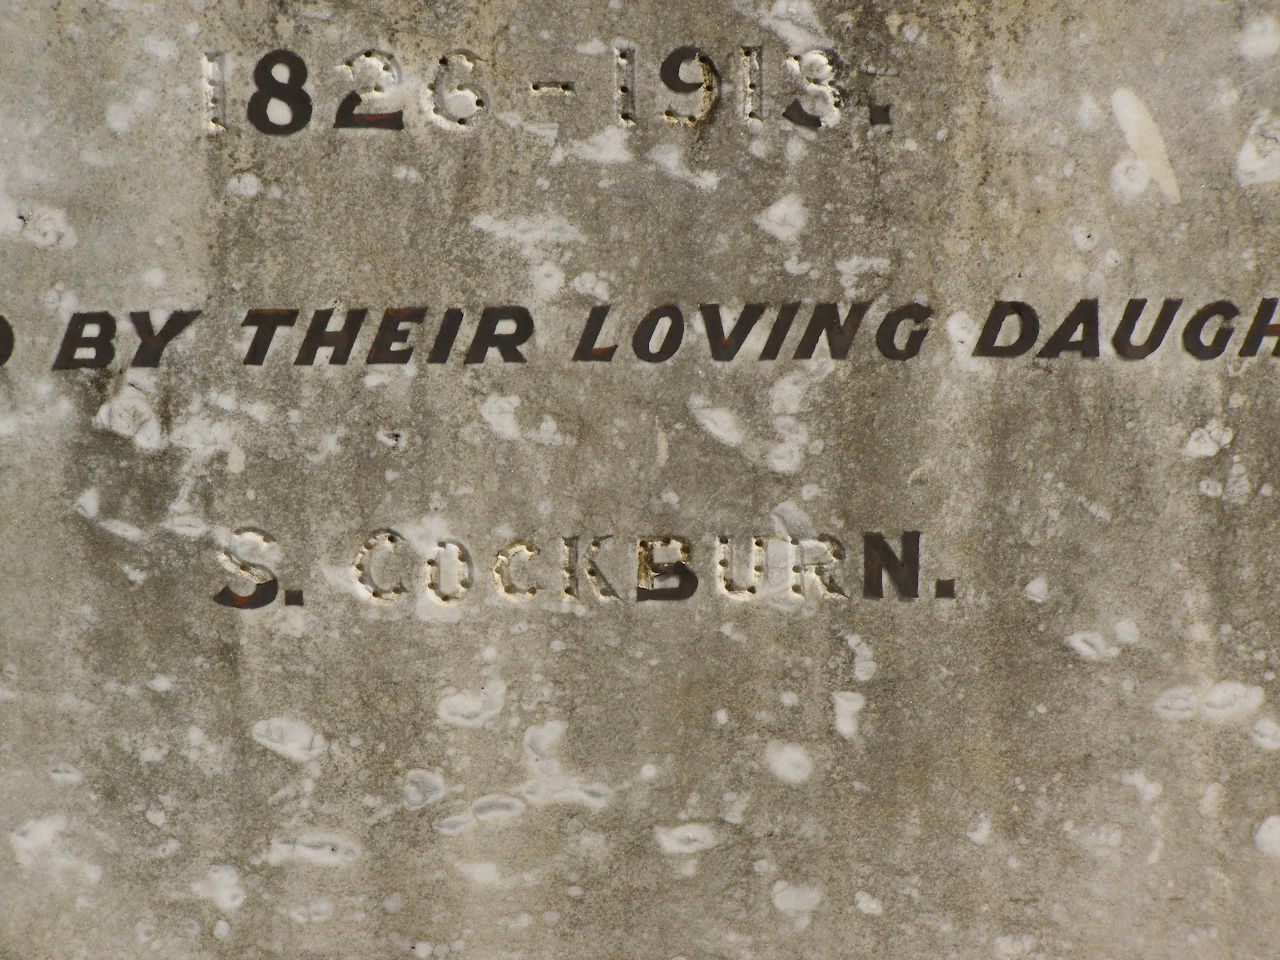 1826 - 1913.
BY THEIR LOVING DAUGH
S. COCKBURN.